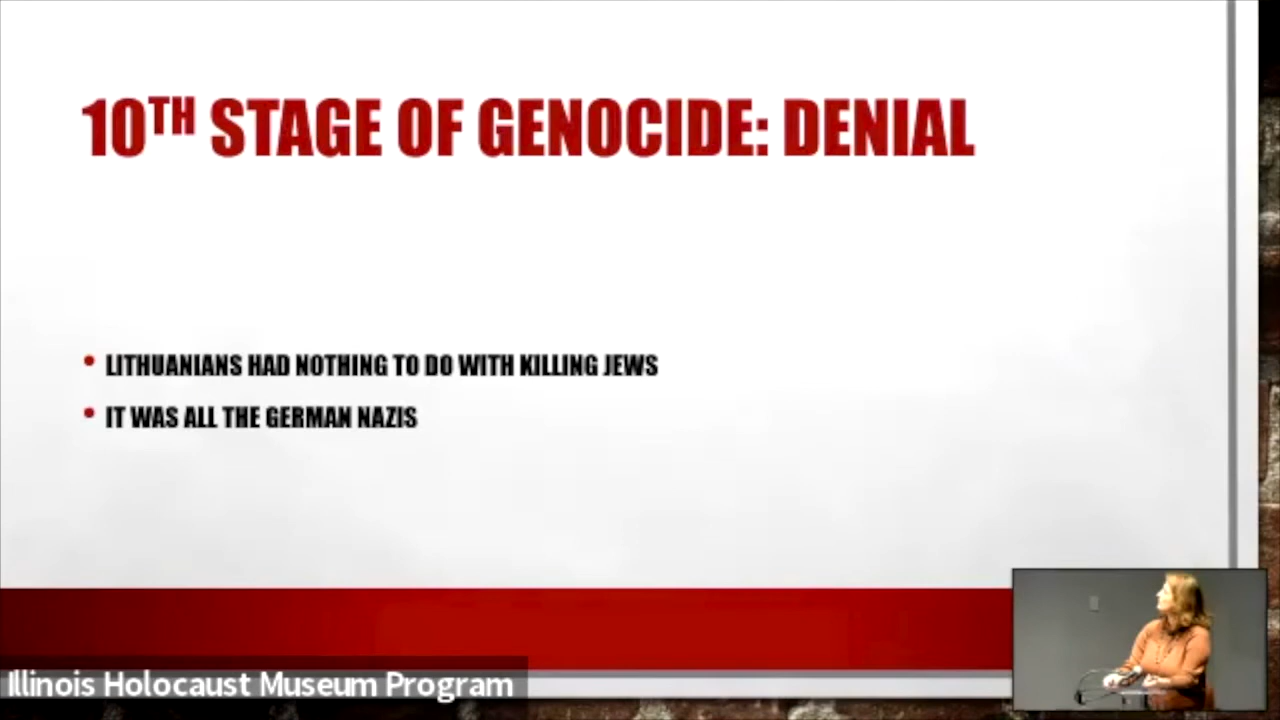 10TH STAGE OF GENOCIDE: DENIAL
• LITHUANIANS HAD NOTHING TO DO WITH KILLING JEWS
• IT WAS ALL THE GERMAN NAZIS
Illinois Holocaust Museum Program